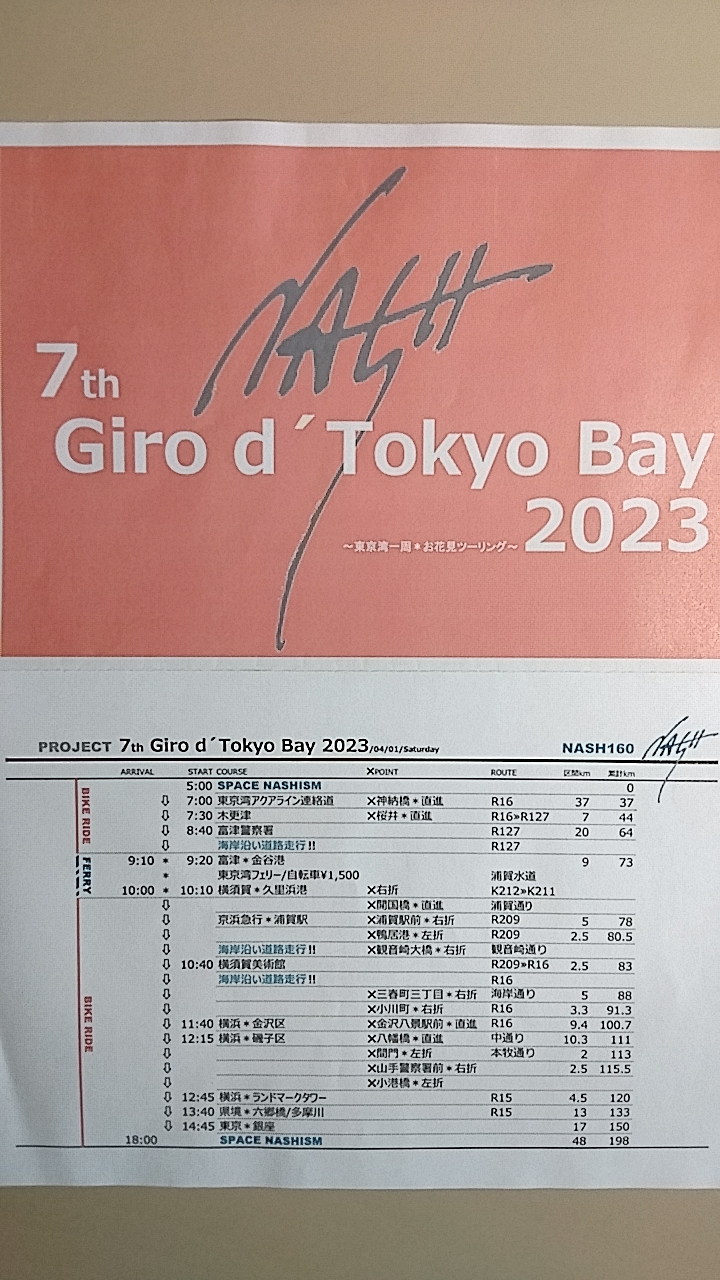 NASH
7th
Giro d´Tokyo Bay
2023
～東京湾一周＊お花見ツーリング～
PROJECT 7th Giro d´Tokyo Bay 2023/04/01/Saturday NASH160 NASH
ARRIVAL START COURSE ×POINT ROUTE 区間km 累計km
BIKE RIDE
5:00 SPACE NASHISM 0
⇩ 7:00 東京湾アクアライン連絡道 ×神納橋＊直進 R16 37 37
⇩ 7:30 木更津 ×桜井＊直進 R16»R127 7 44
⇩ 8:40 富津警察署 R127 20 64
⇩ 海岸沿い道路走行!! R127
FERRY
9:10 ＊ 9:20 富津＊金谷港 9 73
＊ 東京湾フェリー/自転車¥1,500 浦賀水道
10:00 ＊ 10:10 横須賀＊久里浜港 ×右折 K212»K211
BIKE RIDE
⇩ ×開国橋＊直進 浦賀通り
⇩ 京浜急行＊浦賀駅 ×浦賀駅前＊右折 R209 5 78
⇩ ×鴨居港＊左折 R209 2.5 80.5
⇩ 海岸沿い道路走行!! ×観音崎大橋＊右折 観音崎通り
⇩ 10:40 横須賀美術館 R209»R16 2.5 83
⇩ 海岸沿い道路走行!! R16
⇩ ×三春町三丁目＊右折 海岸通り 5 88
⇩ ×小川町＊右折 R16 3.3 91.3
⇩ 11:40 横浜＊金沢区 ×金沢八景駅前＊直進 R16 9.4 100.7
⇩ 12:15 横浜＊磯子区 ×八幡橋＊直進 中通り 10.3 111
⇩ ×間門＊左折 本牧通り 2 113
⇩ ×山手警察署前＊右折 2.5 115.5
⇩ ×小港橋＊左折
⇩ 12:45 横浜＊ランドマークタワー R15 4.5 120
⇩ 13:40 県境＊六郷橋/多摩川 R15 13 133
⇩ 14:45 東京＊銀座 17 150
18:00 SPACE NASHISM 48 198